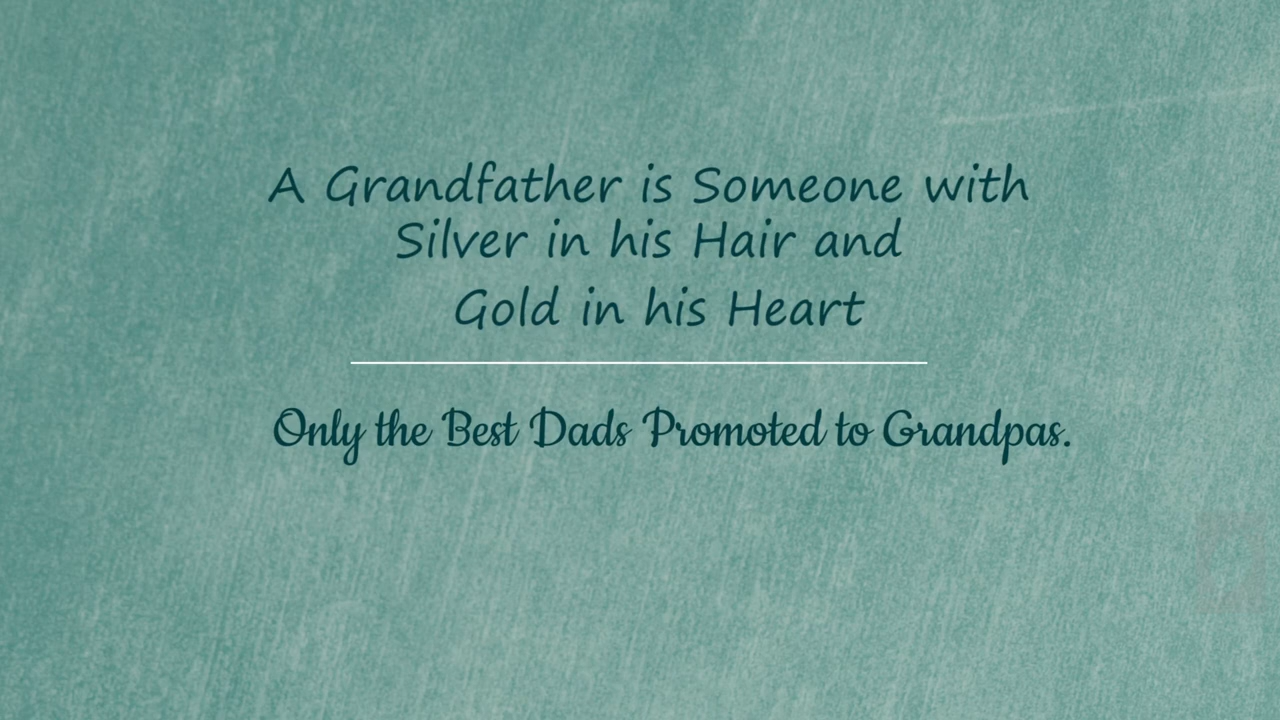 A Grandfather is Someone with
Silver in his Hair and
Gold in his Heart
Only the Best Dads Promoted to Grandpas.